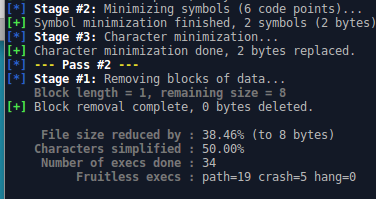 [*] Stage #2: Minimizing symbols (6 code points)...
[+] Symbol minimization finished, 2 symbols (2 bytes)
[*] Stage #3: Character minimization...
[+] Character minimization done, 2 bytes replaced.
[*] --- Pass #2 ---
[*] Stage #1: Removing blocks of data...
Block length = 1, remaining size = 8
[+] Block removal complete, 0 bytes deleted.
File size reduced by : 38.46% (to 8 bytes)
Characters simplified : 50.00%
Number of execs done : 34
Fruitless execs : path=19 crash=5 hang=0